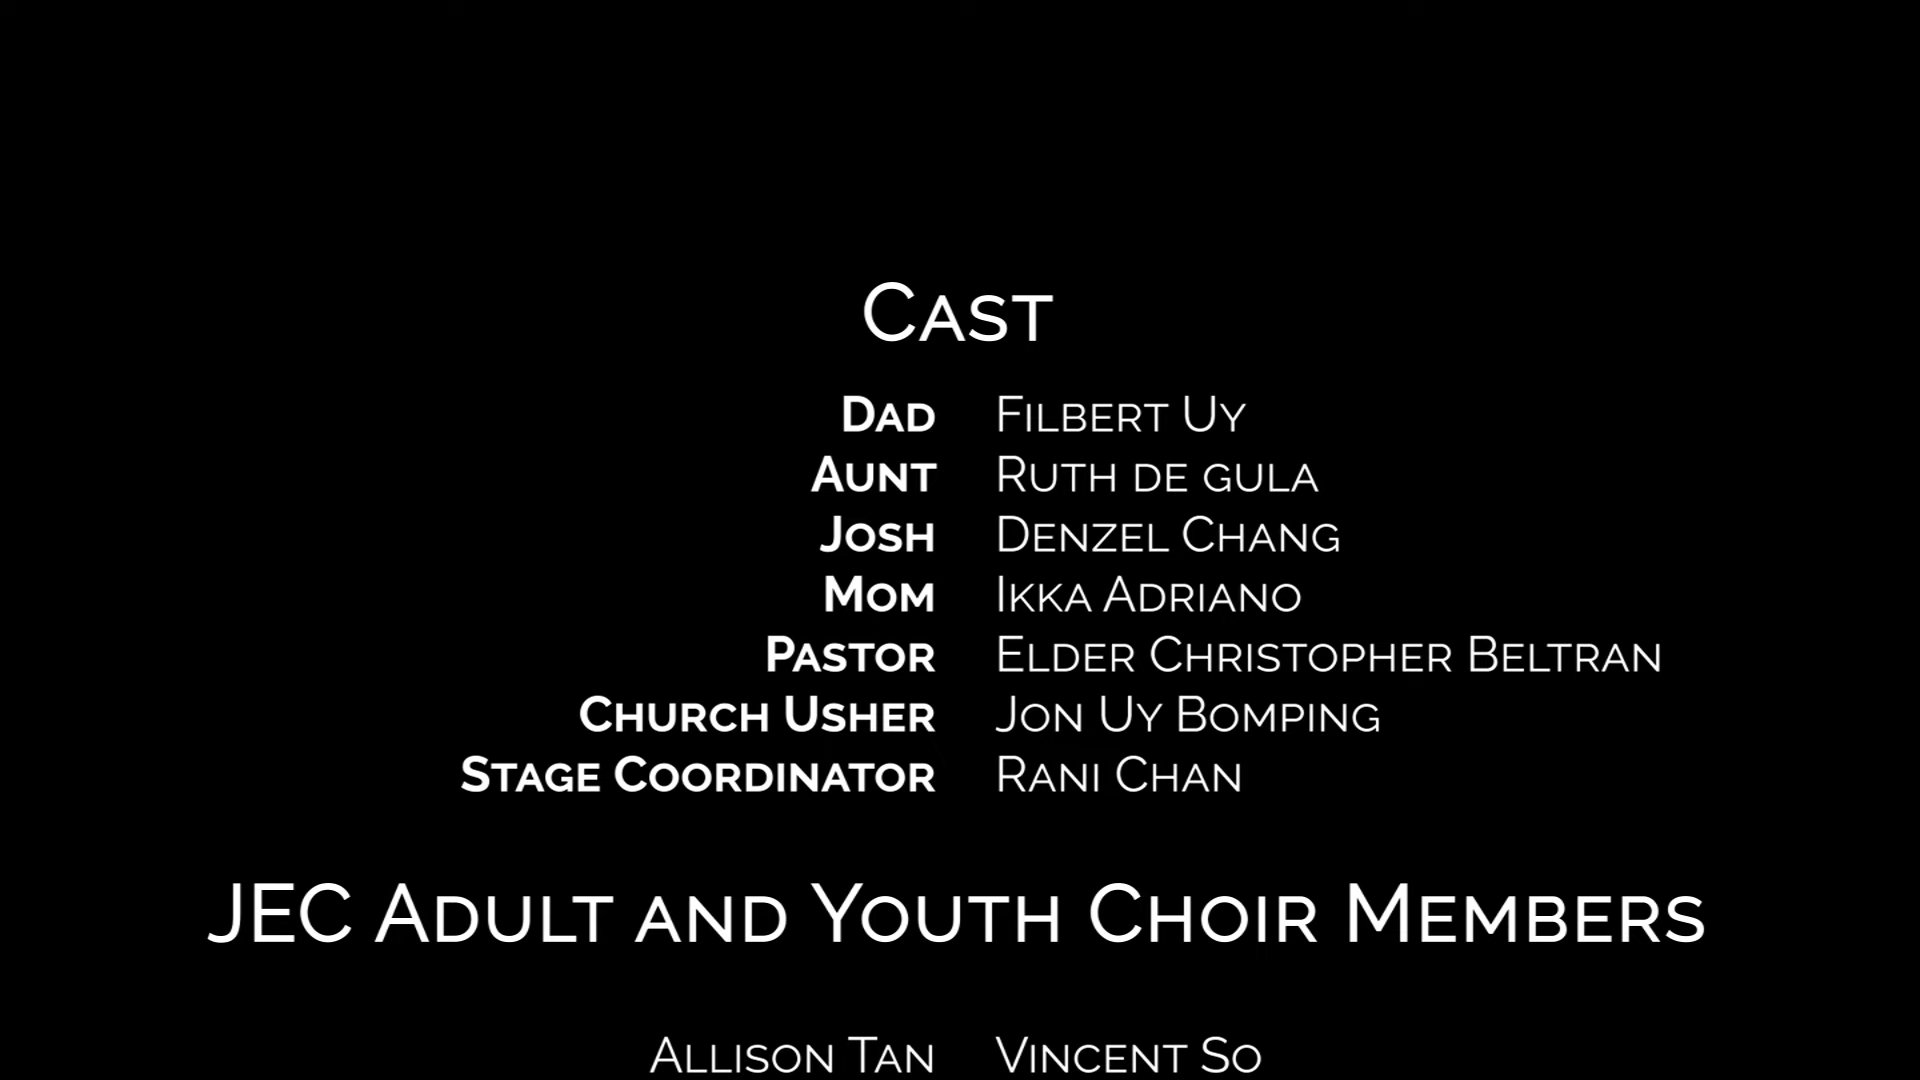 Cast
Dad Filbert Uy
Aunt Ruth de gula
Josh Denzel Chang
Mom Ikka Adriano
Pastor Elder Christopher Beltran
Church Usher Jon Uy Bomping
Stage Coordinator Rani Chan
JEC Adult and Youth Choir Members
Allison Tan Vincent So